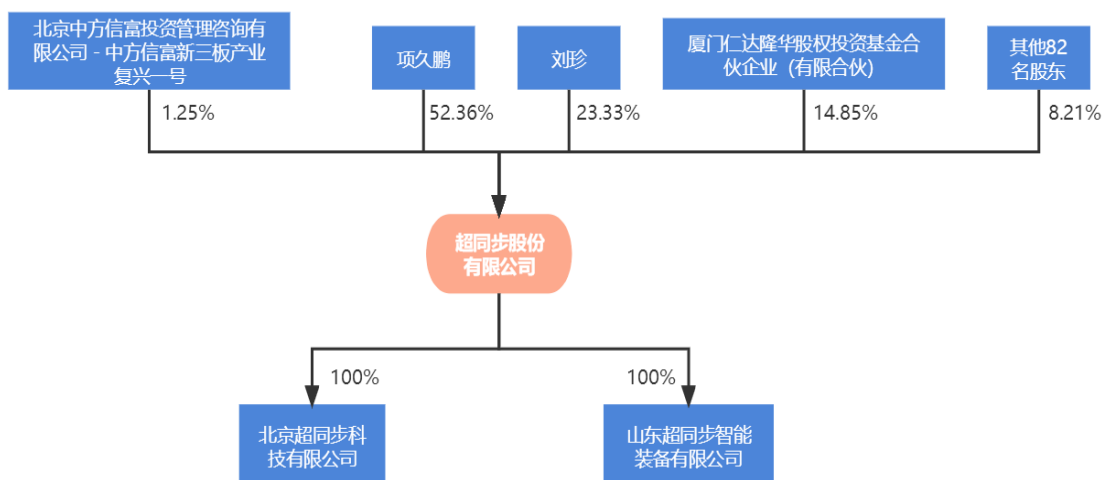 北京中方信富投资管理咨询有
限公司－中方信富新三板产业
复兴一号
项久鹏
刘珍
厦门仁达隆华股权投资基金合
伙企业（有限合伙）
其他82
名股东
1.25%
52.36%
23.33%
14.85%
8.21%
超同步股份
有限公司
100%
100%
北京超同步科
技有限公司
山东超同步智能
装备有限公司